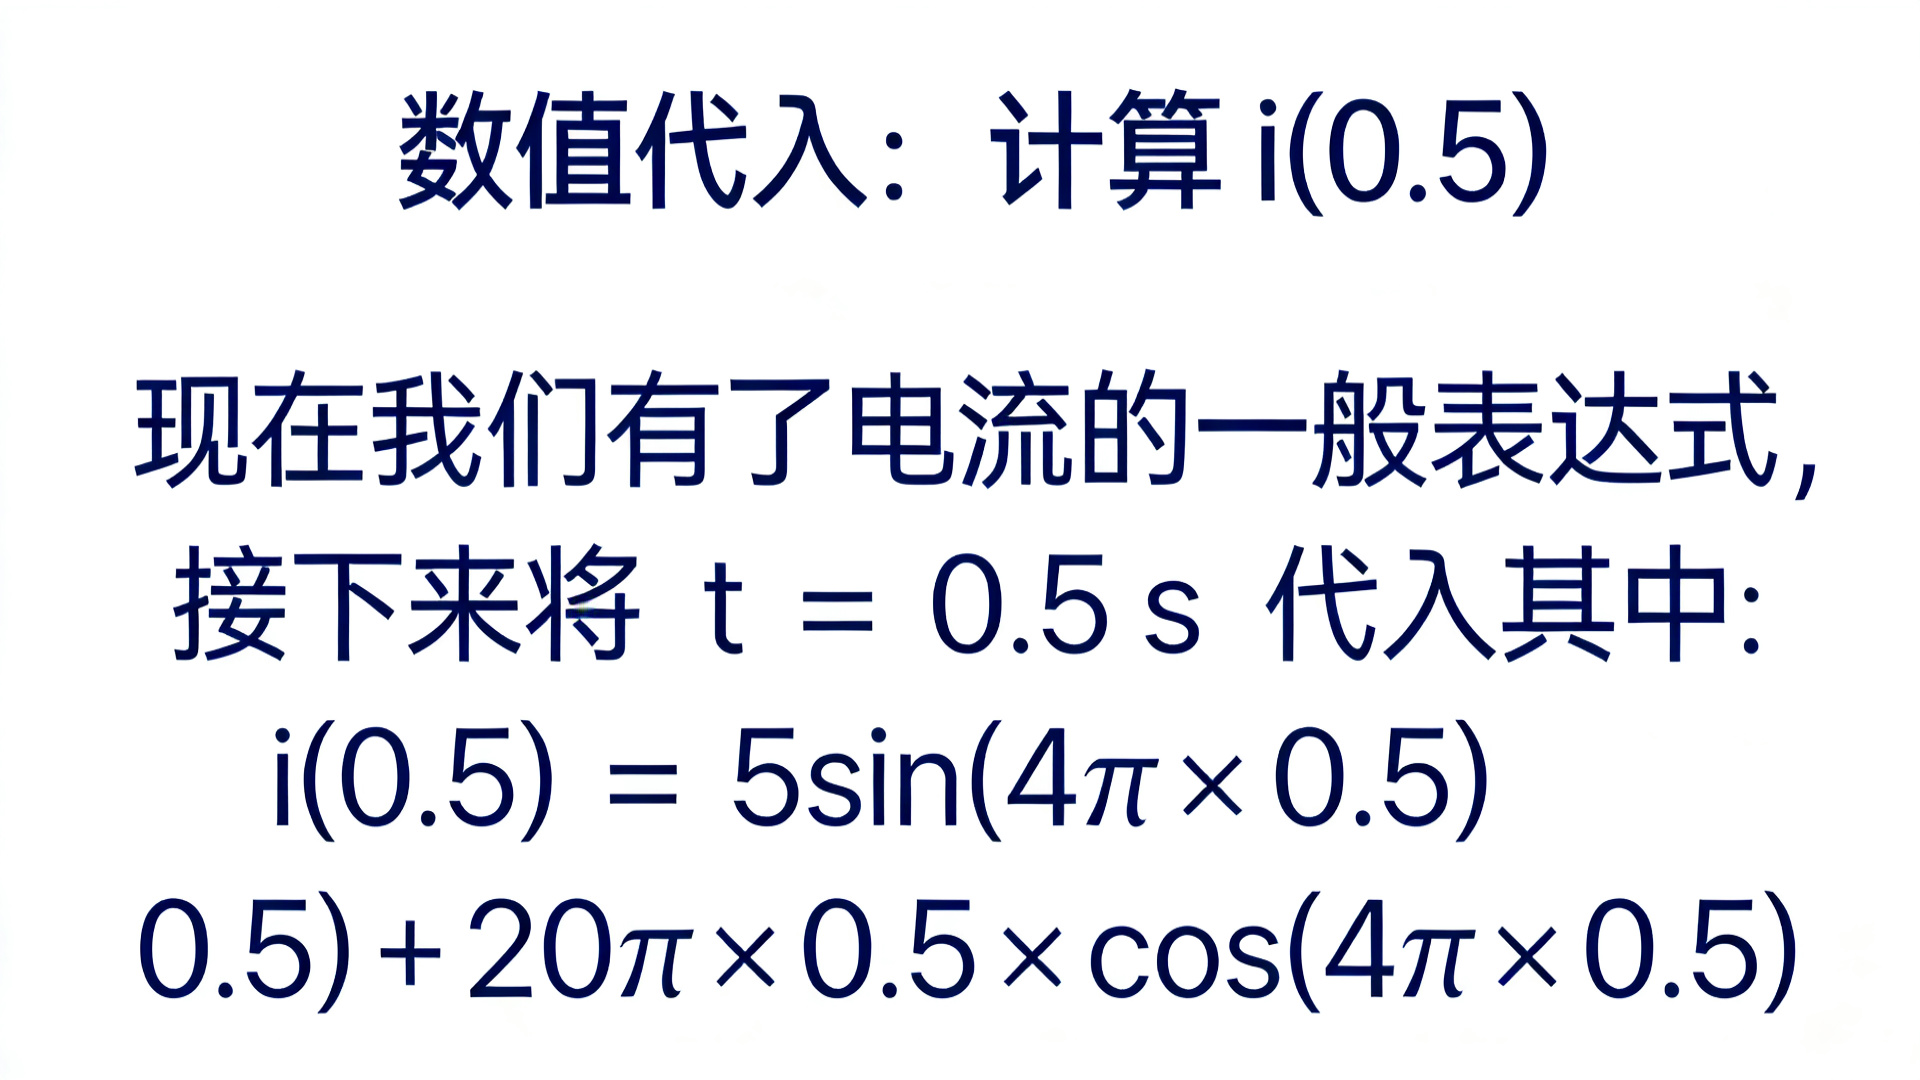 数值代入：计算 i(0.5)
现在我们有了电流的一般表达式，
接下来将 t = 0.5 s 代入其中:
i(0.5) = 5sin(4π×0.5)
0.5)+20π×0.5×cos(4π×0.5)